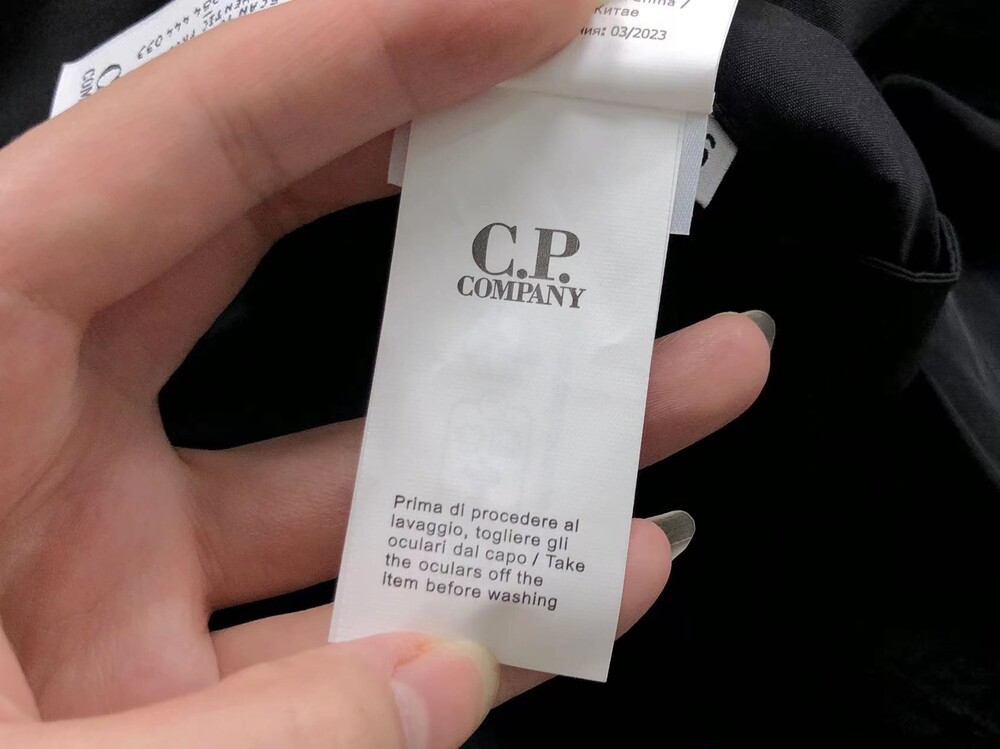 Китае
03/2023
C.P.
COMPANY
Prima di procedere al
lavaggio, togliere gli
oculari dal capo / Take
the oculars off the
Item before washing